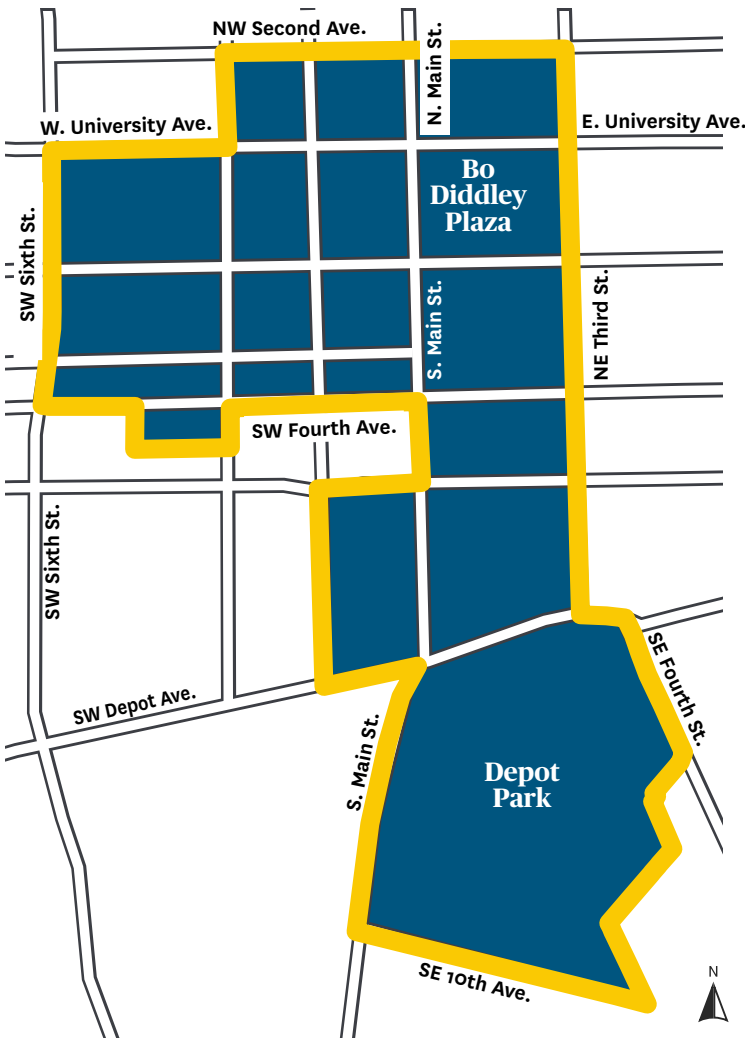 NW Second Ave.
N. Main St.
W. University Ave.
E. University Ave.
Bo
Diddley
Plaza
SW Sixth St.
S. Main St.
NE Third St.
SW Fourth Ave.
SW Sixth St.
SE Fourth St.
SW Depot Ave.
S. Main St.
Depot
Park
SE 10th Ave.
N